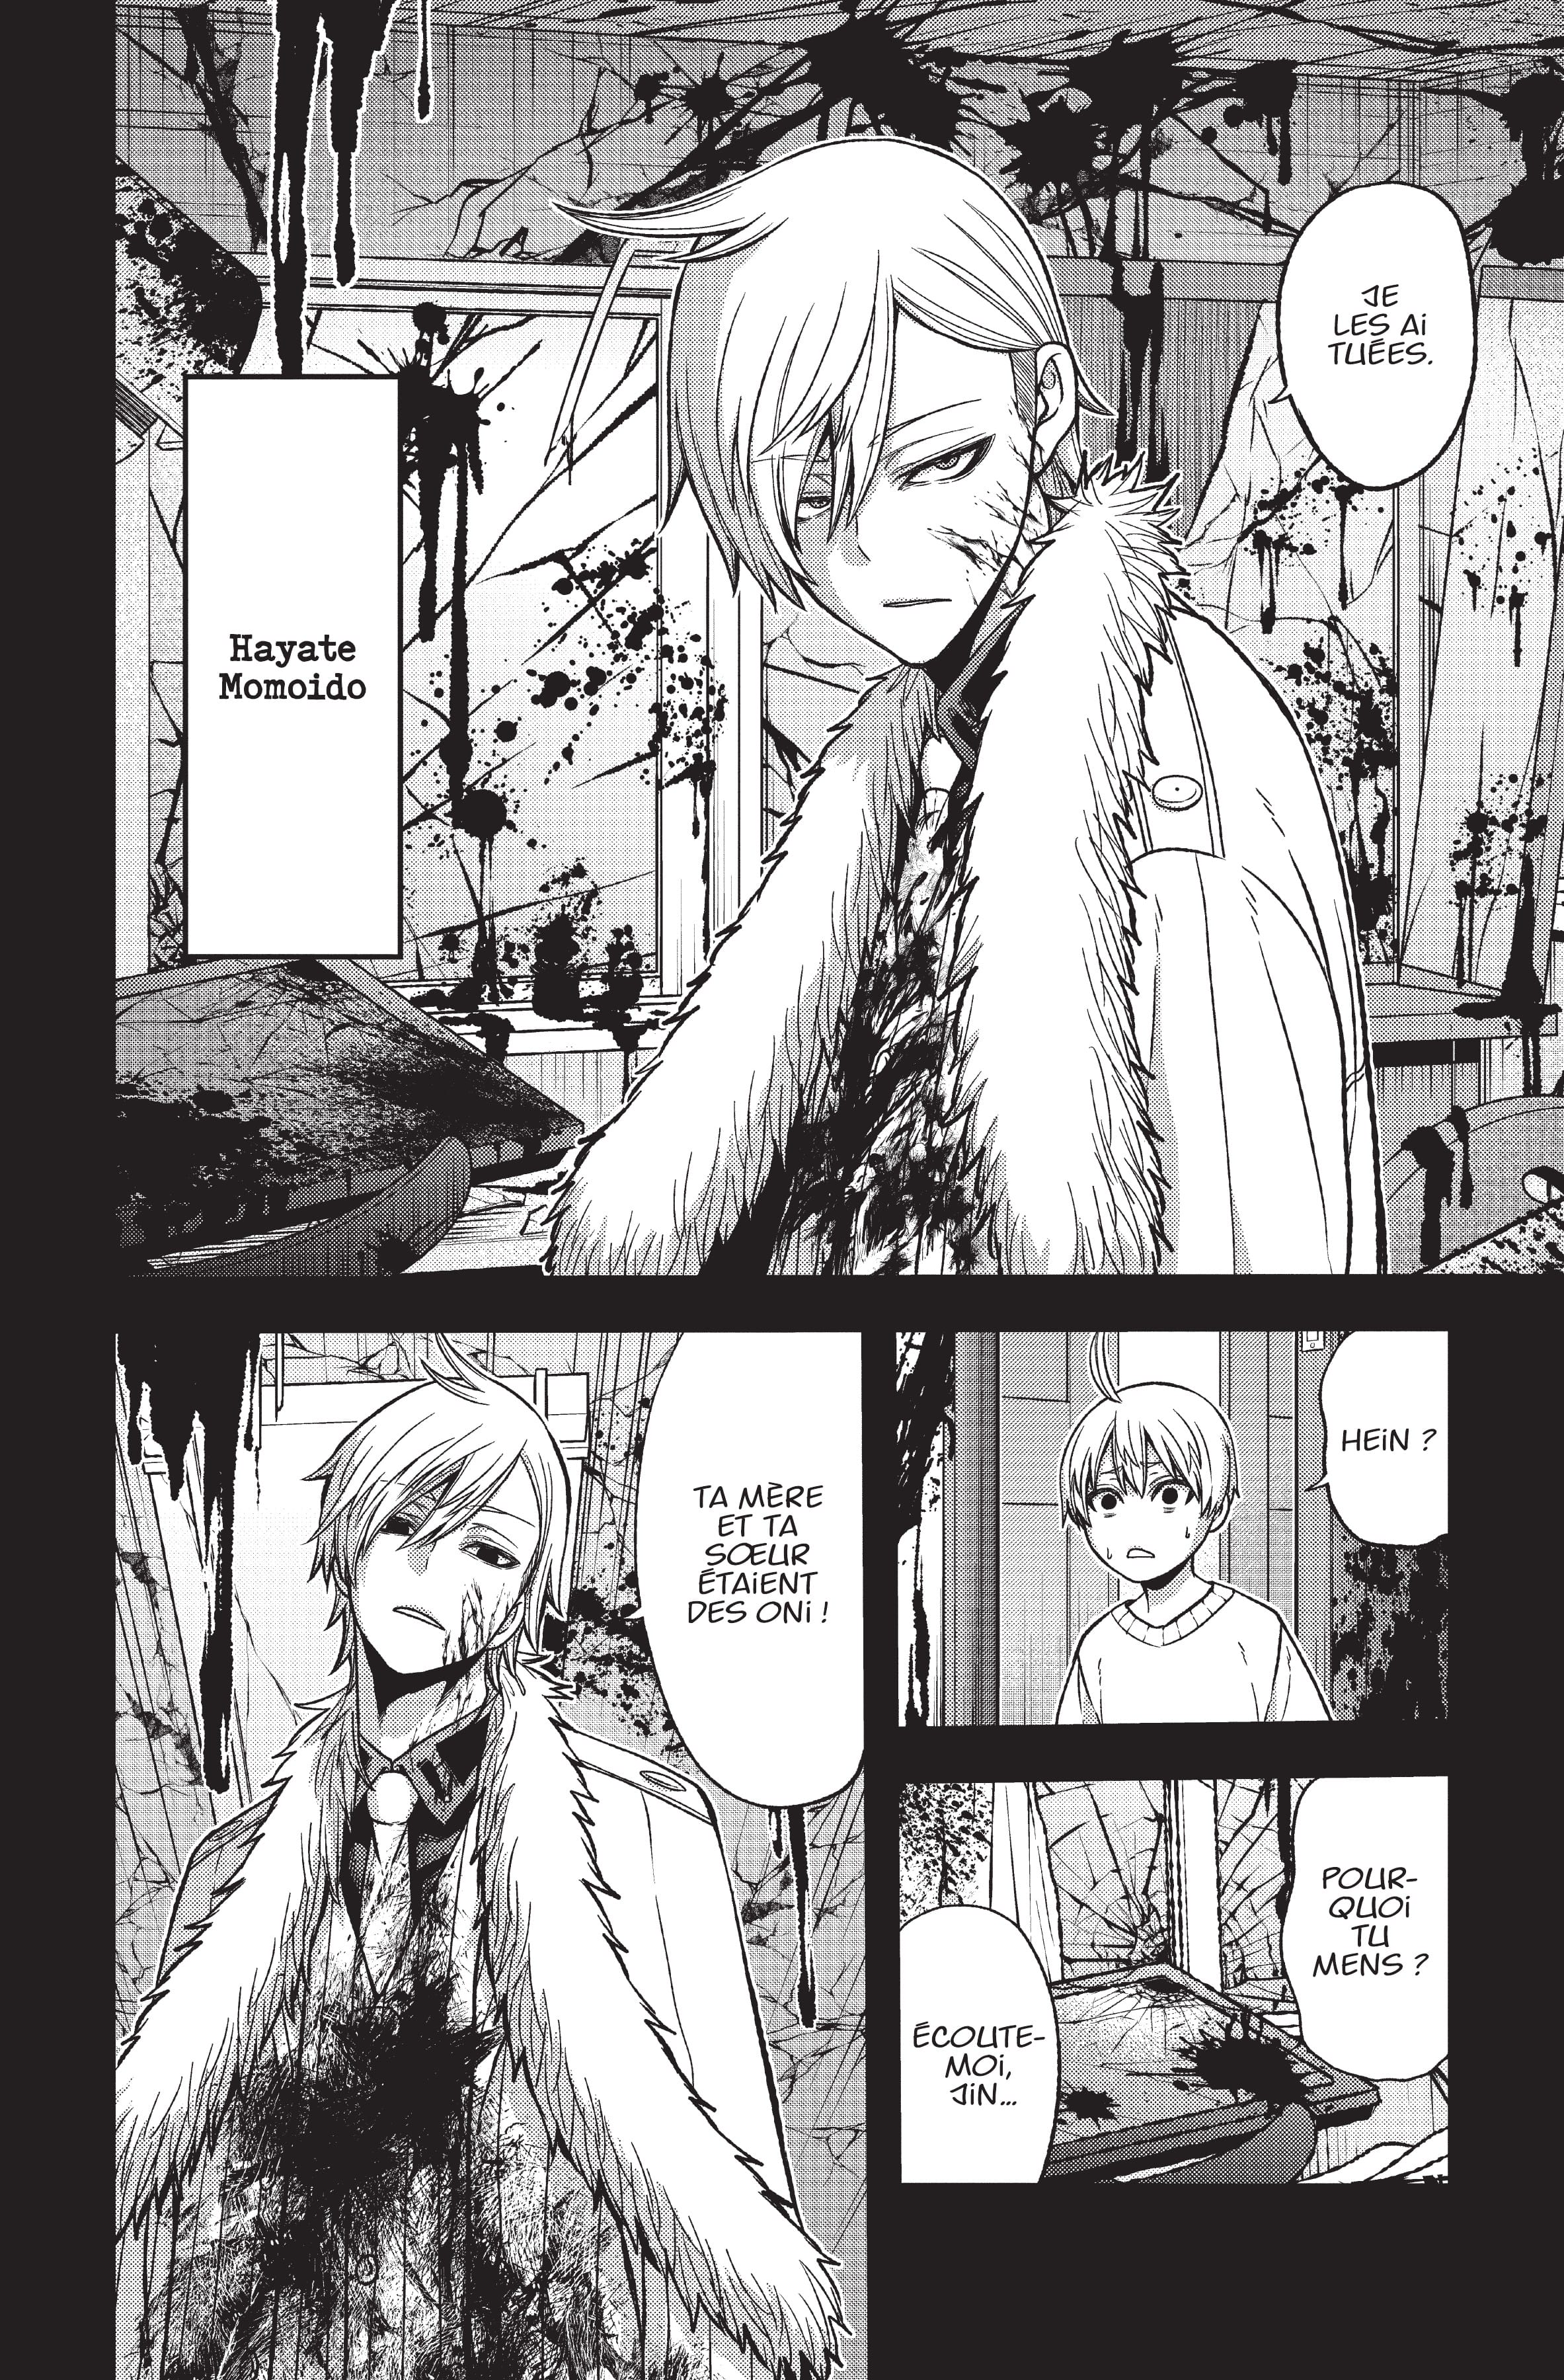 JE
LES AI
TUÉES.
Hayate
Momoido
HEIN ?
POUR-
QUOI
TU
MENS ?
ÉCOUTE-
MOI,
JIN...
TA MÈRE
ET TA
SŒUR
ÉTAIENT
DES ONI !